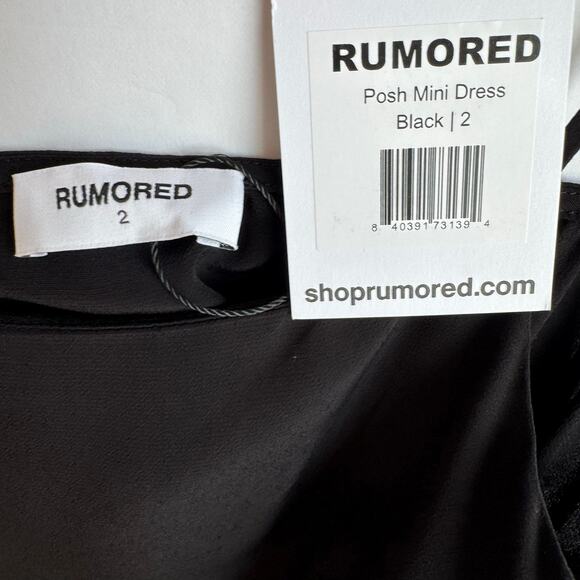 RUMORED
2
RUMORED
Posh Mini Dress
Black | 2
8 40391 73139 4
shoprumored.com